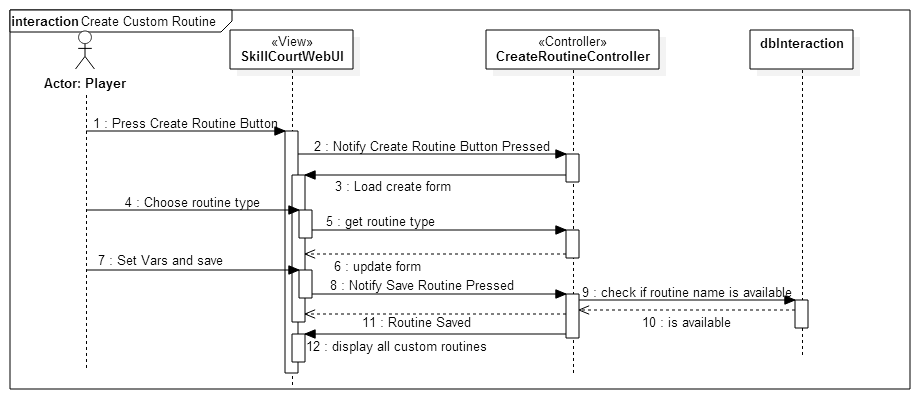 interaction Create Custom Routine
Actor: Player
«View»
SkillCourtWebUI
«Controller»
CreateRoutineController
dbInteraction
1 : Press Create Routine Button
2 : Notify Create Routine Button Pressed
3 : Load create form
4 : Choose routine type
5 : get routine type
6 : update form
7 : Set Vars and save
8 : Notify Save Routine Pressed
9 : check if routine name is available
10 : is available
11 : Routine Saved
12 : display all custom routines